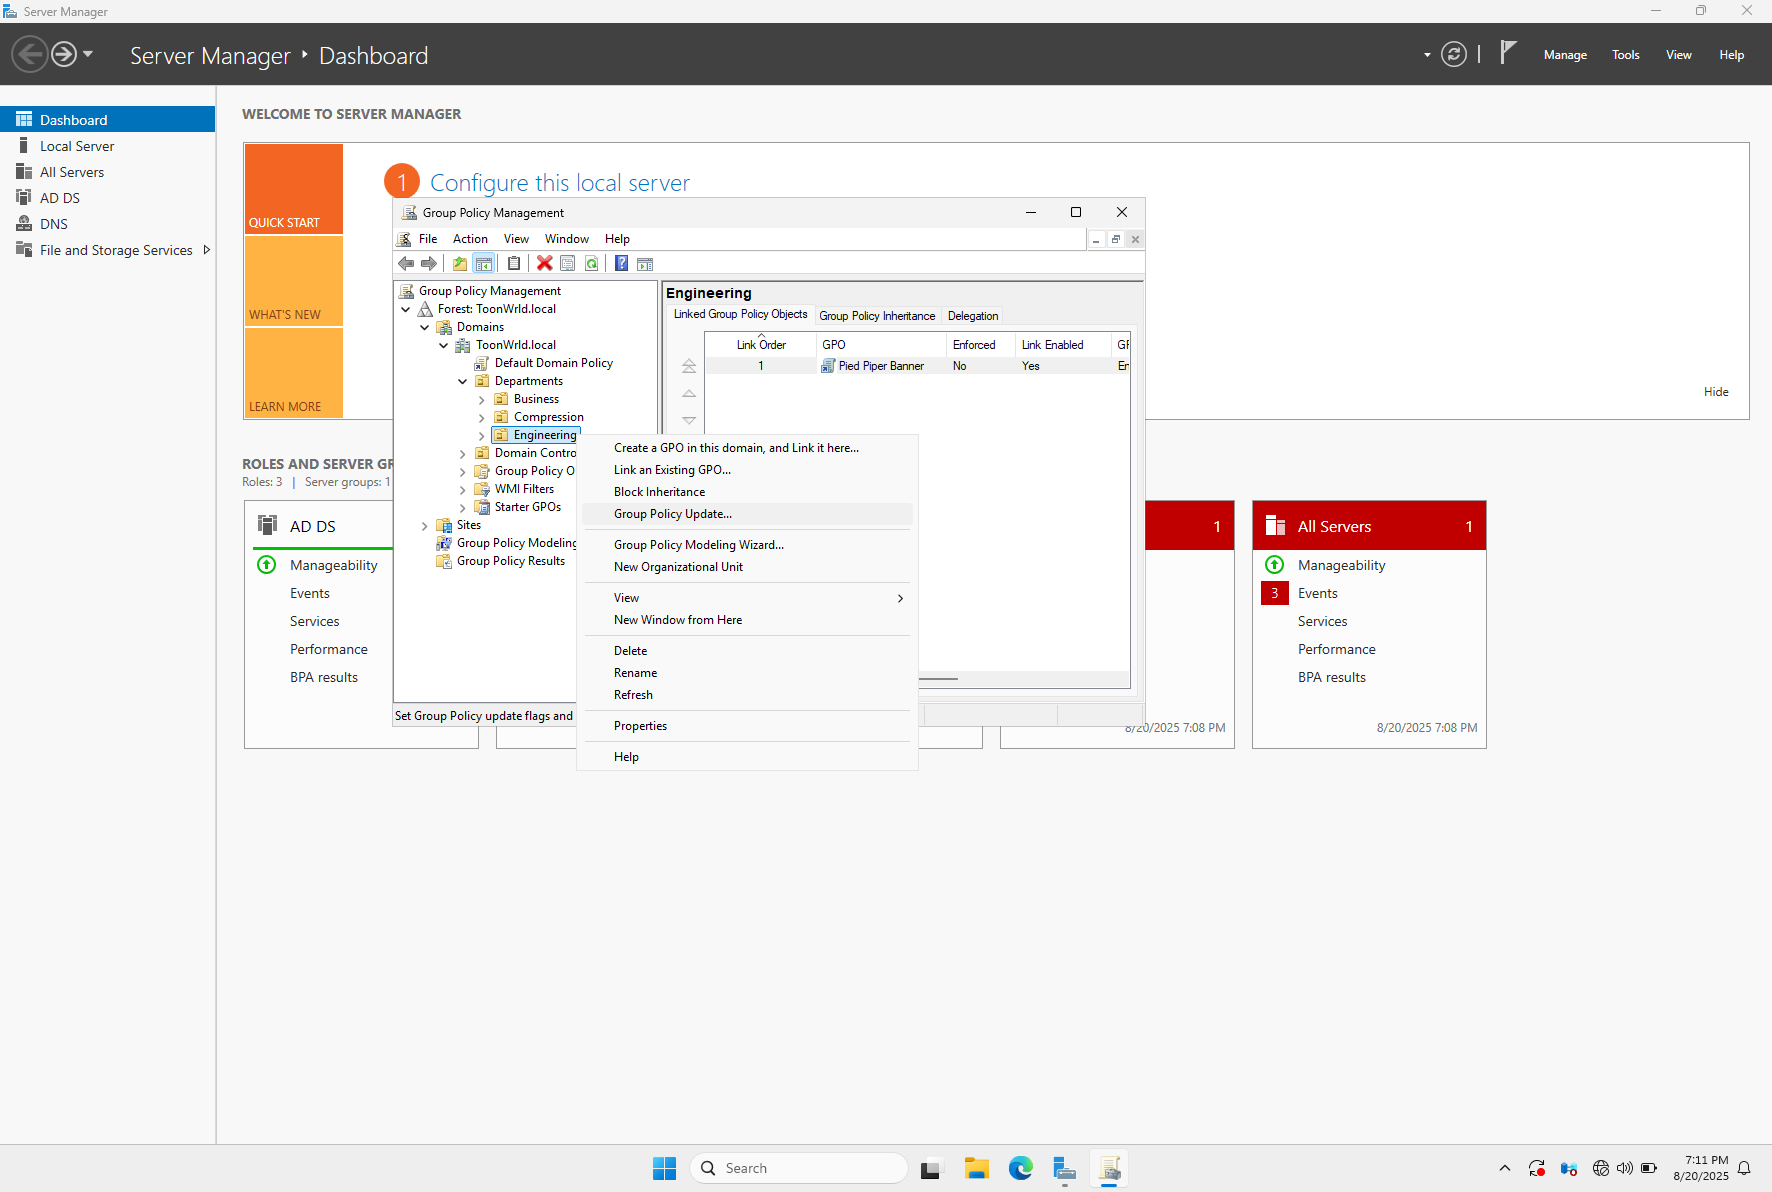 Server Manager
Server Manager ‣ Dashboard
Manage
Tools
View
Help
Dashboard
Local Server
All Servers
AD DS
DNS
File and Storage Services
WELCOME TO SERVER MANAGER
QUICK START
WHAT'S NEW
LEARN MORE
1 Configure this local server
Hide
Group Policy Management
File Action View Window Help
Group Policy Management
Forest: ToonWrld.local
Domains
ToonWrld.local
Default Domain Policy
Departments
Business
Compression
Engineering
Domain Contro
Group Policy O
WMI Filters
Starter GPOs
Sites
Group Policy Modeling
Group Policy Results
Set Group Policy update flags and
Engineering
Linked Group Policy Objects Group Policy Inheritance Delegation
Link Order GPO Enforced Link Enabled GP
1 Pied Piper Banner No Yes En
Create a GPO in this domain, and Link it here...
Link an Existing GPO...
Block Inheritance
Group Policy Update...
Group Policy Modeling Wizard...
New Organizational Unit
View
New Window from Here
Delete
Rename
Refresh
Properties
Help
ROLES AND SERVER GR
Roles: 3 | Server groups: 1
AD DS
Manageability
Events
Services
Performance
BPA results
1
8/20/2025 7:08 PM
All Servers 1
Manageability
3 Events
Services
Performance
BPA results
8/20/2025 7:08 PM
Search
7:11 PM
8/20/2025